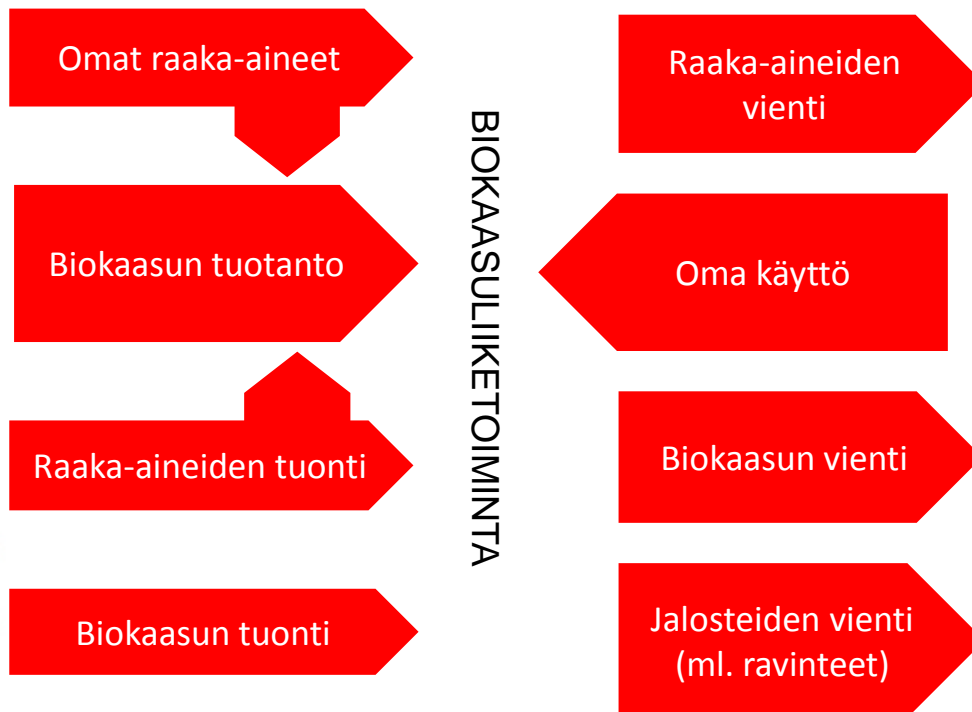 Omat raaka-aineet
Biokaasun tuotanto
Raaka-aineiden tuonti
Biokaasun tuonti
BIOKAASULIIKETOIMINTA
Raaka-aineiden
vienti
Oma käyttö
Biokaasun vienti
Jalosteiden vienti
(ml. ravinteet)